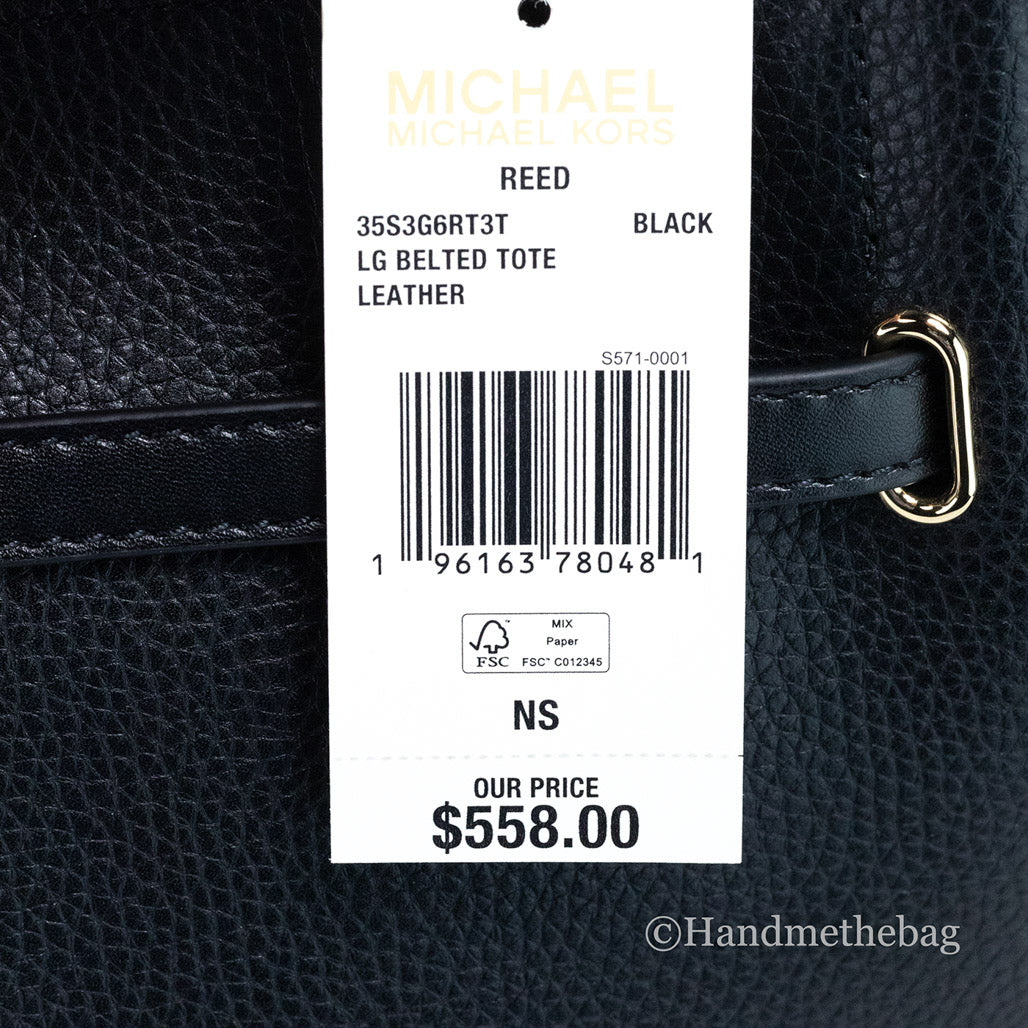 MICHAEL
MICHAEL KORS
REED
35S3G6RT3T BLACK
LG BELTED TOTE
LEATHER
S571-0001
1 96163 78048 1
FSC
MIX
Paper
FSC™ C012345
NS
OUR PRICE
$558.00
©Handmethebag